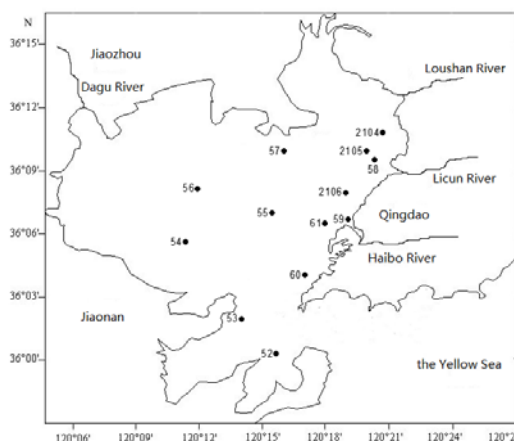 N
36°15′
Jiaozhou
Loushan River
Dagu River
36°12′
2104
57
2105
58
36°09′
Licun River
56
2106
55
59
Qingdao
61
36°06′
54
Haibo River
60
36°03′
Jiaonan
53
52
36°00′
the Yellow Sea
120°06′ 120°12′ 120°15′ 120°18′ 120°21′ 120°24′ 120°2